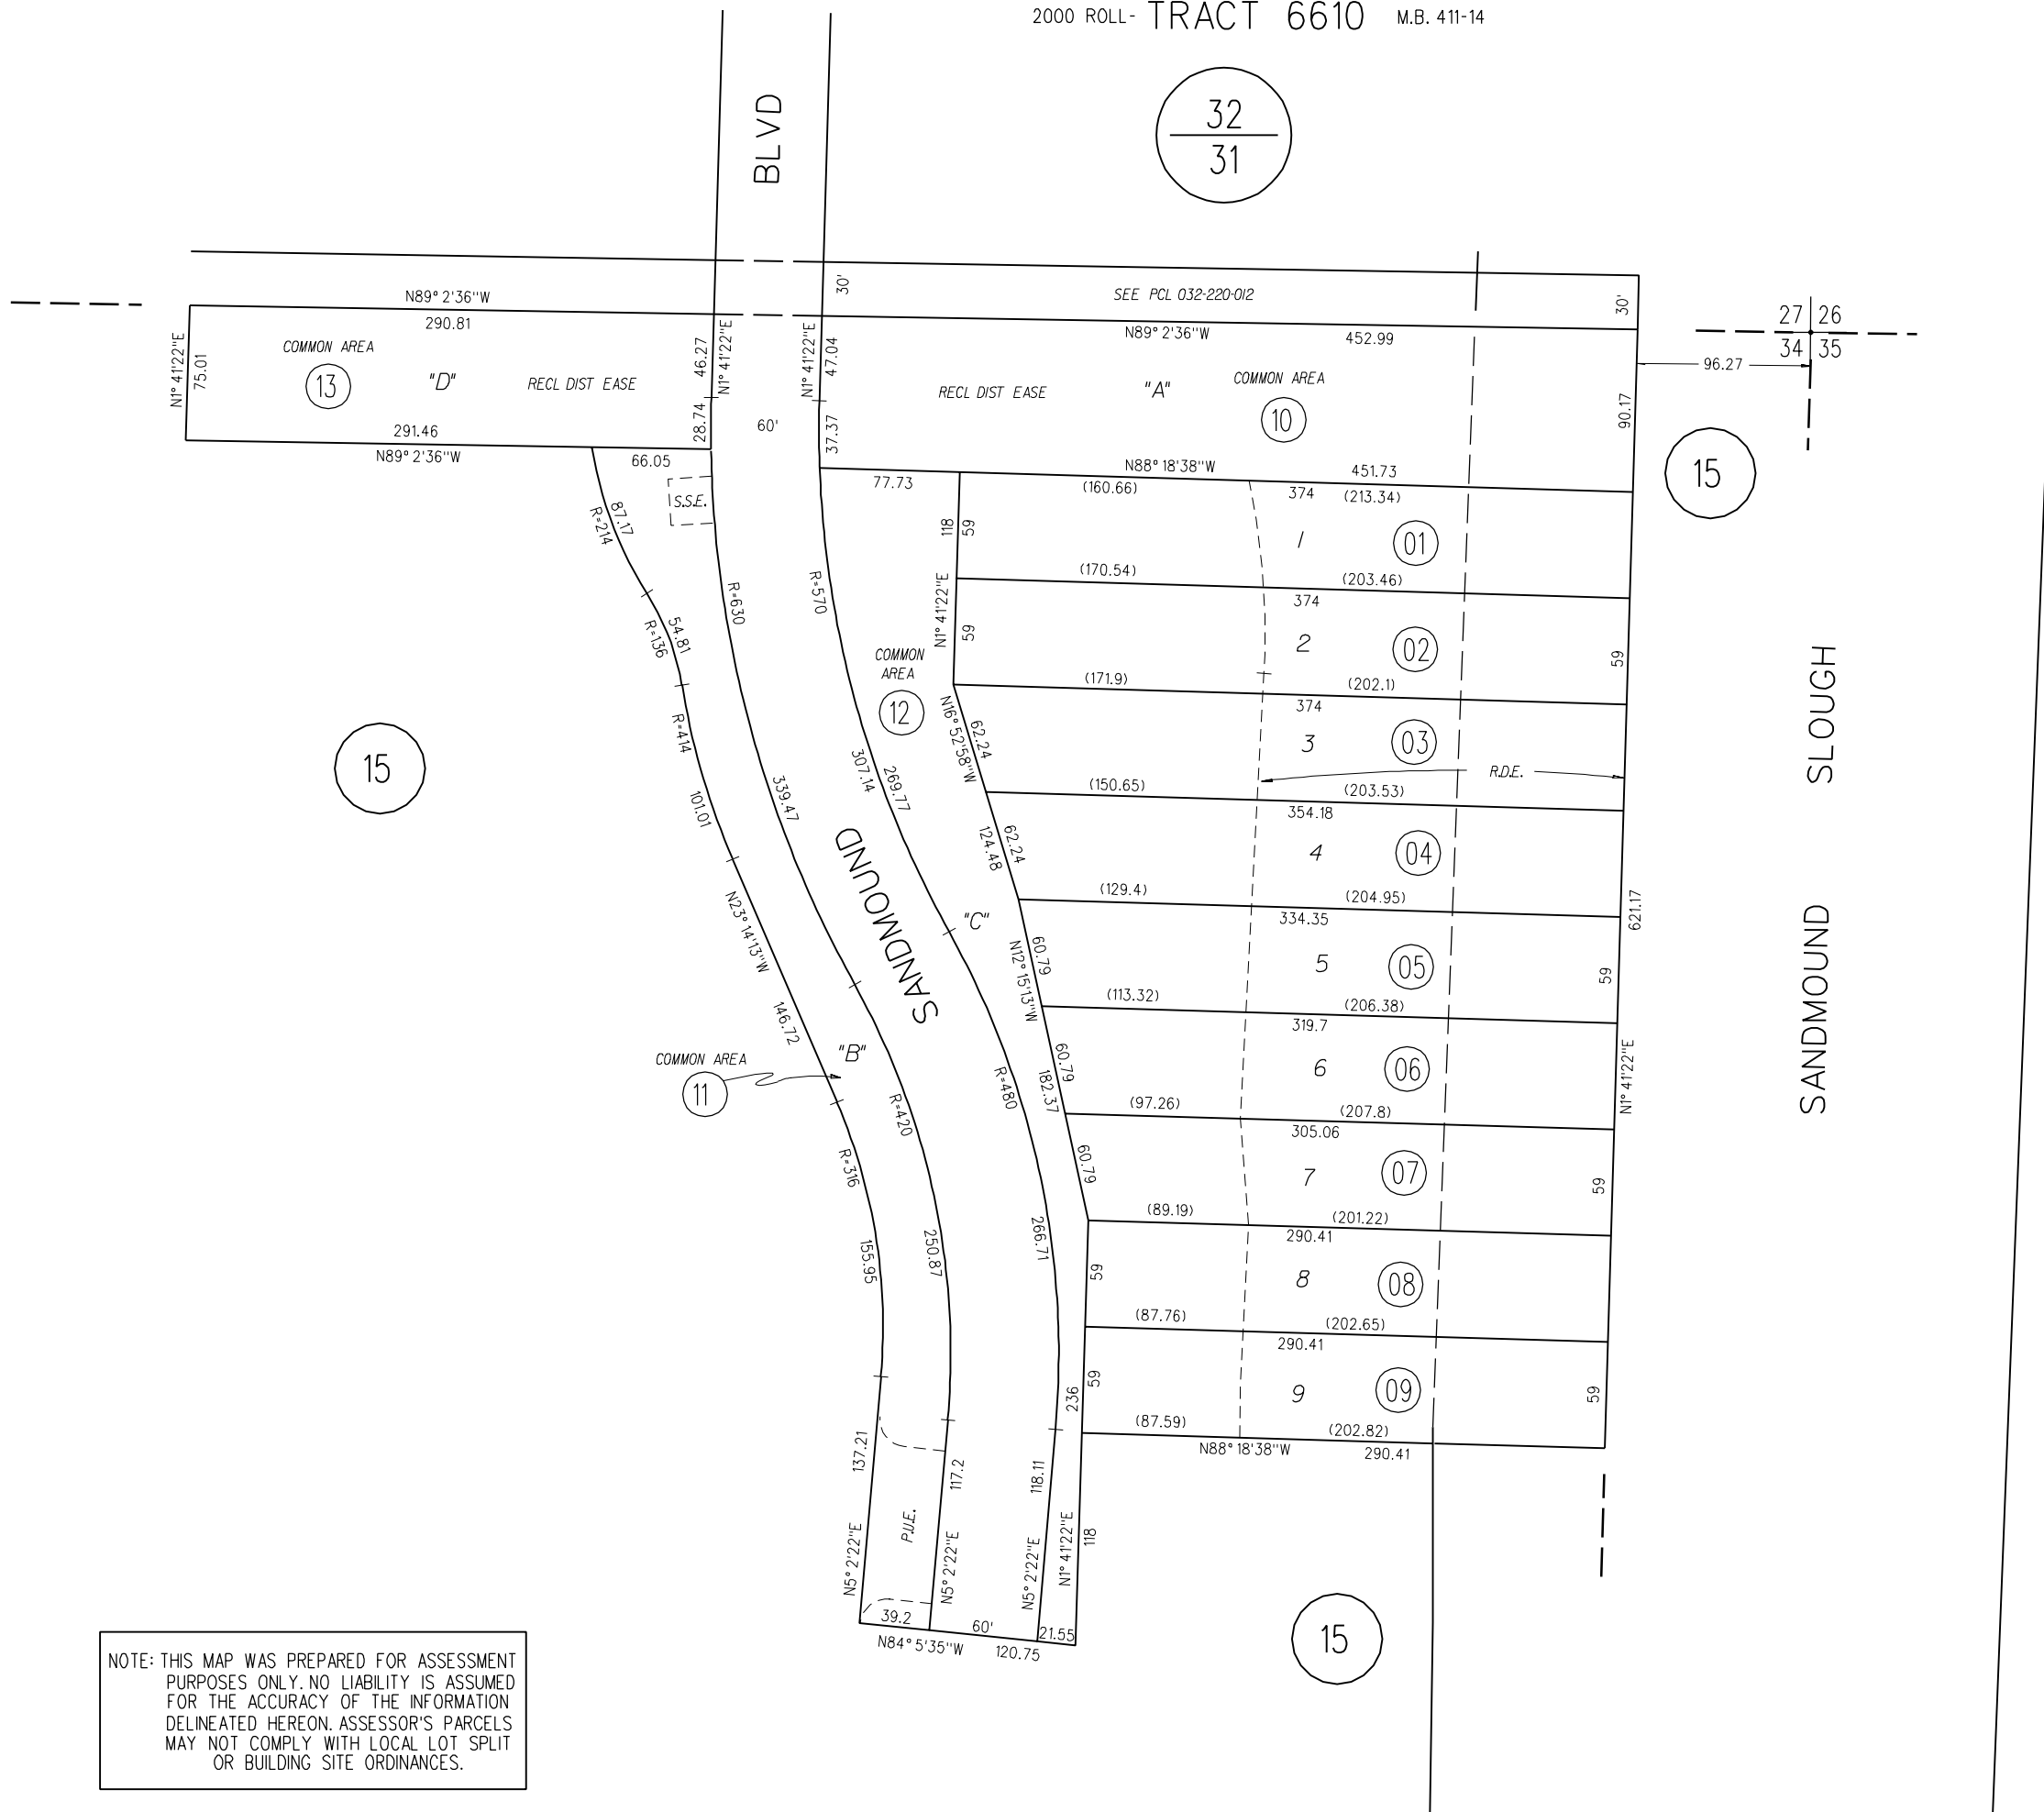 2000 ROLL- TRACT 6610 M.B. 411-14
32
31
BLVD
30'
SEE PCL 032-220-012
30'
N89° 2'36"W
290.81
N89° 2'36"W
452.99
27 26
34 35
96.27
N1° 41'22"E
75.01
COMMON AREA
13
"D"
RECL DIST EASE
46.27
N1° 41'22"E
28.74
60'
N1° 41'22"E
47.04
37.37
RECL DIST EASE
"A"
COMMON AREA
10
90.17
291.46
N89° 2'36"W
66.05
N88° 18'38"W
451.73
15
77.73
(160.66)
374
(213.34)
S.S.E.
87.17
R=214
118
59
1
01
(170.54)
(203.46)
374
R=630
R=570
N1° 41'22"E
59
2
02
59
54.81
R=136
COMMON
AREA
12
(171.9)
(202.1)
374
R=414
N16° 52'58"W
62.24
3
03
R.D.E.
15
101.01
339.47
307.14
269.77
(150.65)
(203.53)
354.18
SANDMOUND
124.48
62.24
4
04
(129.4)
(204.95)
334.35
621.17
N23° 14'13"W
"C"
60.79
N12° 15'13"W
5
05
59
SANDMOUND SLOUGH
146.72
(113.32)
(206.38)
319.7
COMMON AREA
11
"B"
60.79
182.37
R=480
6
06
N1° 41'22"E
R=420
(97.26)
(207.8)
305.06
R=316
60.79
7
07
59
(89.19)
(201.22)
290.41
155.95
250.87
266.71
59
8
08
(87.76)
(202.65)
290.41
236
59
9
09
59
(87.59)
(202.82)
N88° 18'38"W
290.41
137.21
117.2
118.11
P.U.E.
N5° 2'22"E
N5° 2'22"E
N5° 2'22"E
N1° 41'22"E
118
39.2
60'
21.55
N84° 5'35"W
120.75
15
NOTE: THIS MAP WAS PREPARED FOR ASSESSMENT
PURPOSES ONLY. NO LIABILITY IS ASSUMED
FOR THE ACCURACY OF THE INFORMATION
DELINEATED HEREON. ASSESSOR'S PARCELS
MAY NOT COMPLY WITH LOCAL LOT SPLIT
OR BUILDING SITE ORDINANCES.